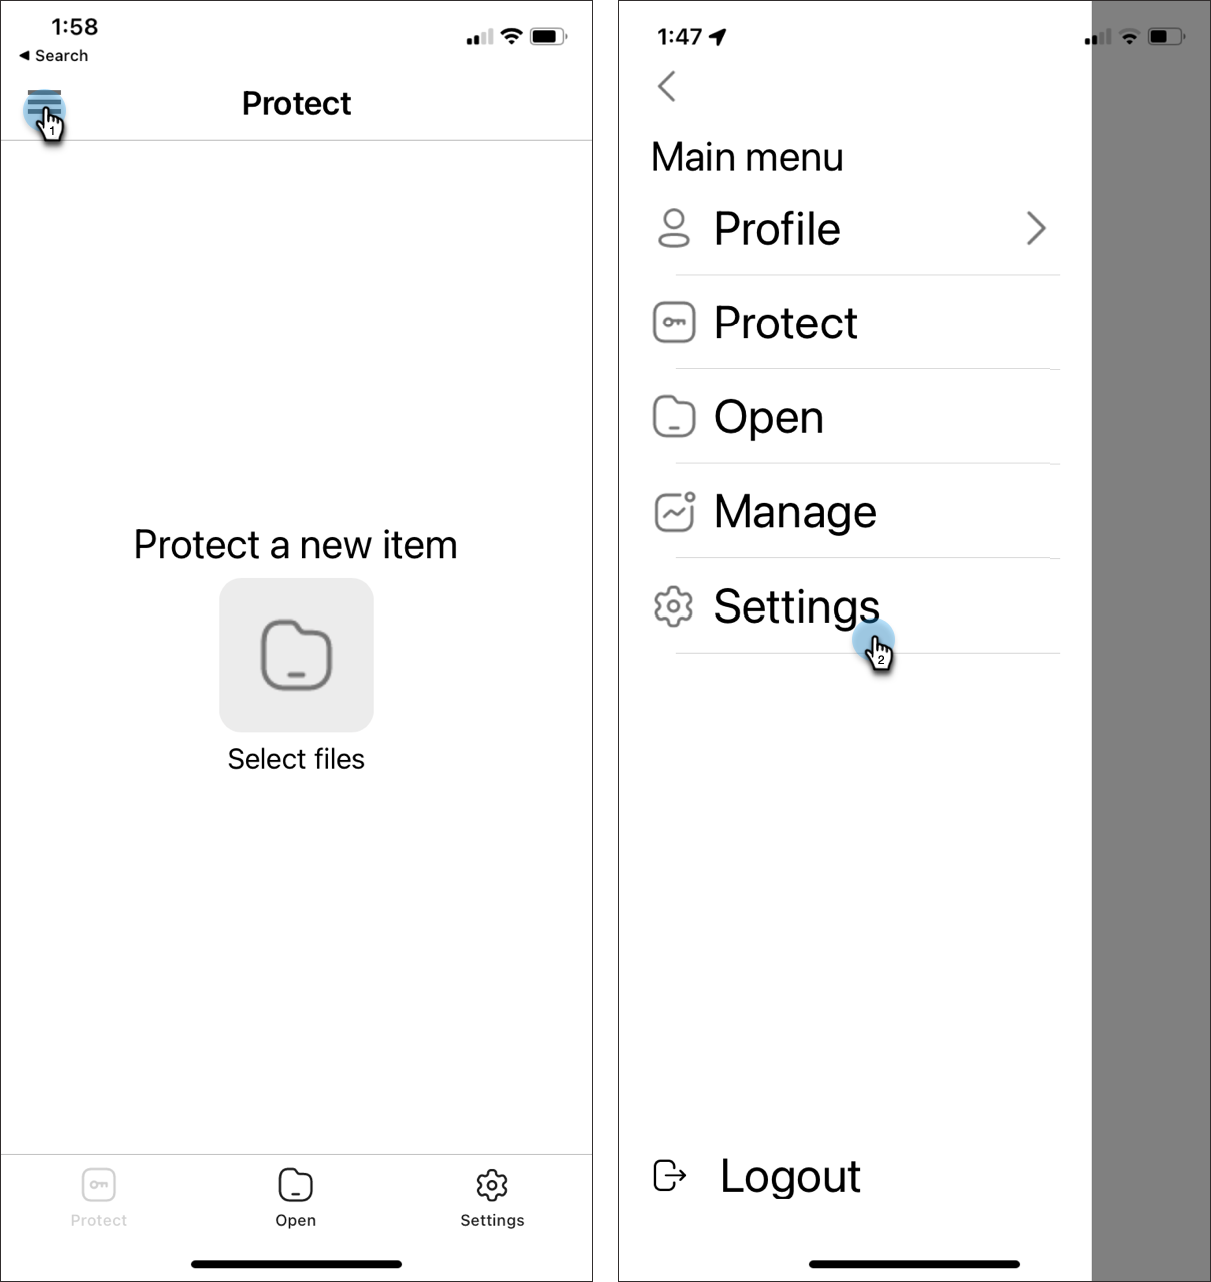 1:58
Search
Protect
1
Protect a new item
Select files
Protect
Open
Settings
1:47
Main menu
Profile
Protect
Open
Manage
Settings
2
Logout